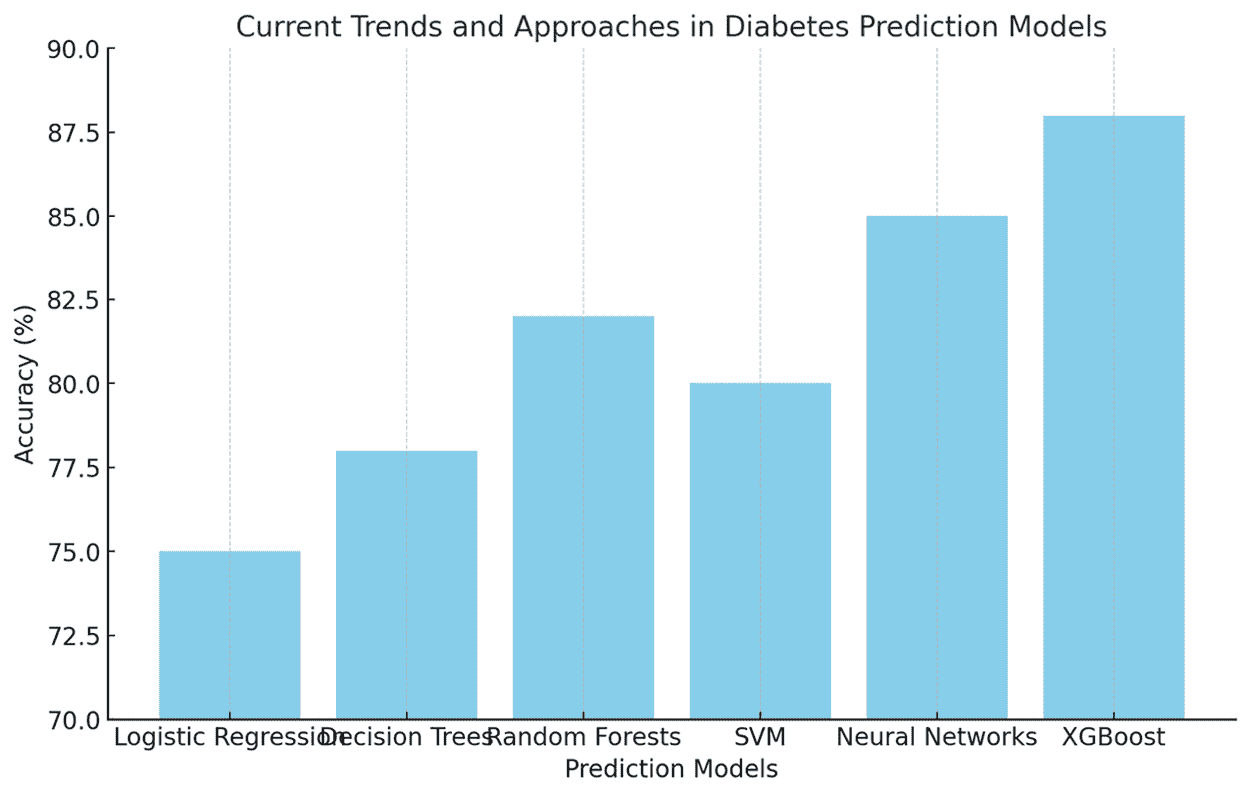 Current Trends and Approaches in Diabetes Prediction Models
90.0
87.5
85.0
82.5
80.0
77.5
75.0
72.5
70.0
Accuracy (%)
Logistic Regression
Decision Trees
Random Forests
SVM
Neural Networks
XGBoost
Prediction Models